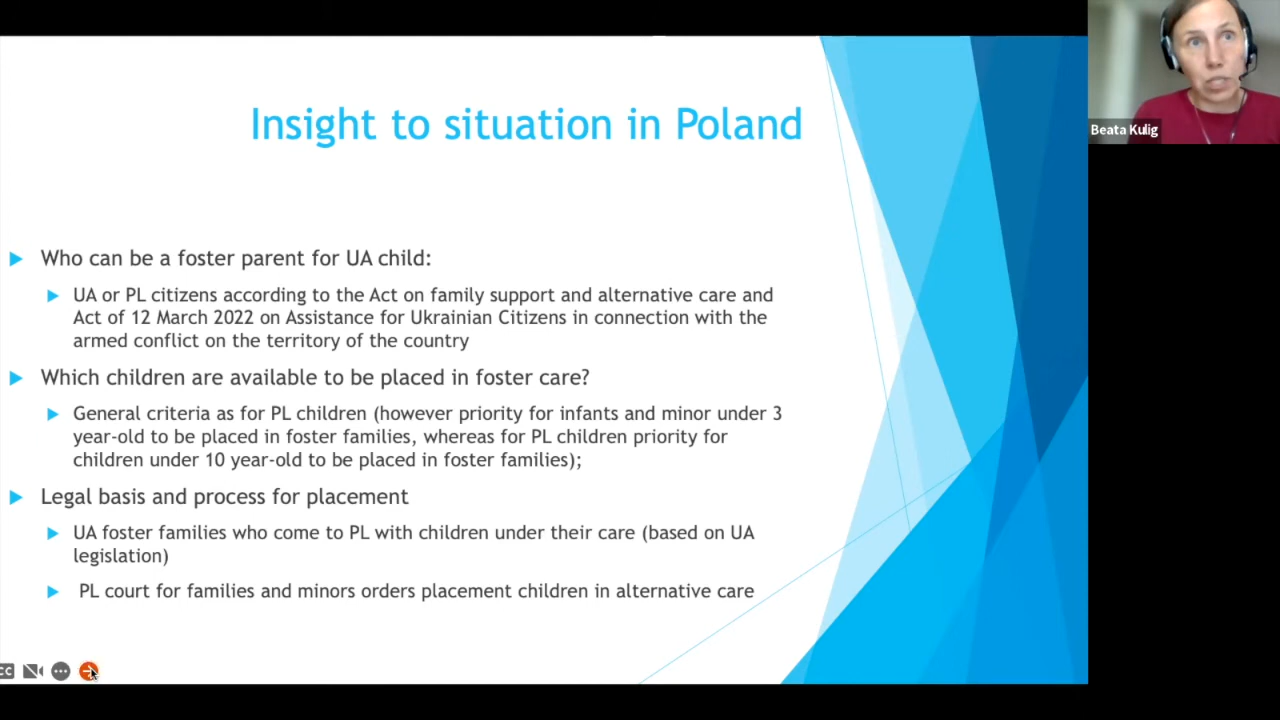 Insight to situation in Poland
Beata Kulig
Who can be a foster parent for UA child:
UA or PL citizens according to the Act on family support and alternative care and
Act of 12 March 2022 on Assistance for Ukrainian Citizens in connection with the
armed conflict on the territory of the country
Which children are available to be placed in foster care?
General criteria as for PL children (however priority for infants and minor under 3
year-old to be placed in foster families, whereas for PL children priority for
children under 10 year-old to be placed in foster families);
Legal basis and process for placement
UA foster families who come to PL with children under their care (based on UA
legislation)
PL court for families and minors orders placement children in alternative care
CC